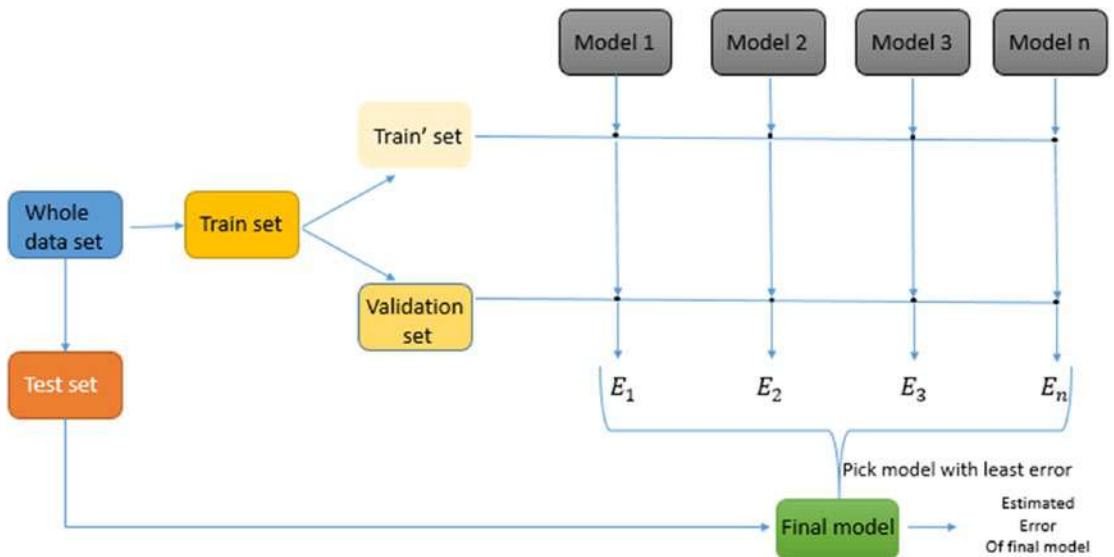 Model 1
Model 2
Model 3
Model n
Train' set
Whole
data set
Train set
Validation
set
Test set
E₁
E₂
E₃
Eₙ
Pick model with least error
Final model
Estimated
Error
Of final model